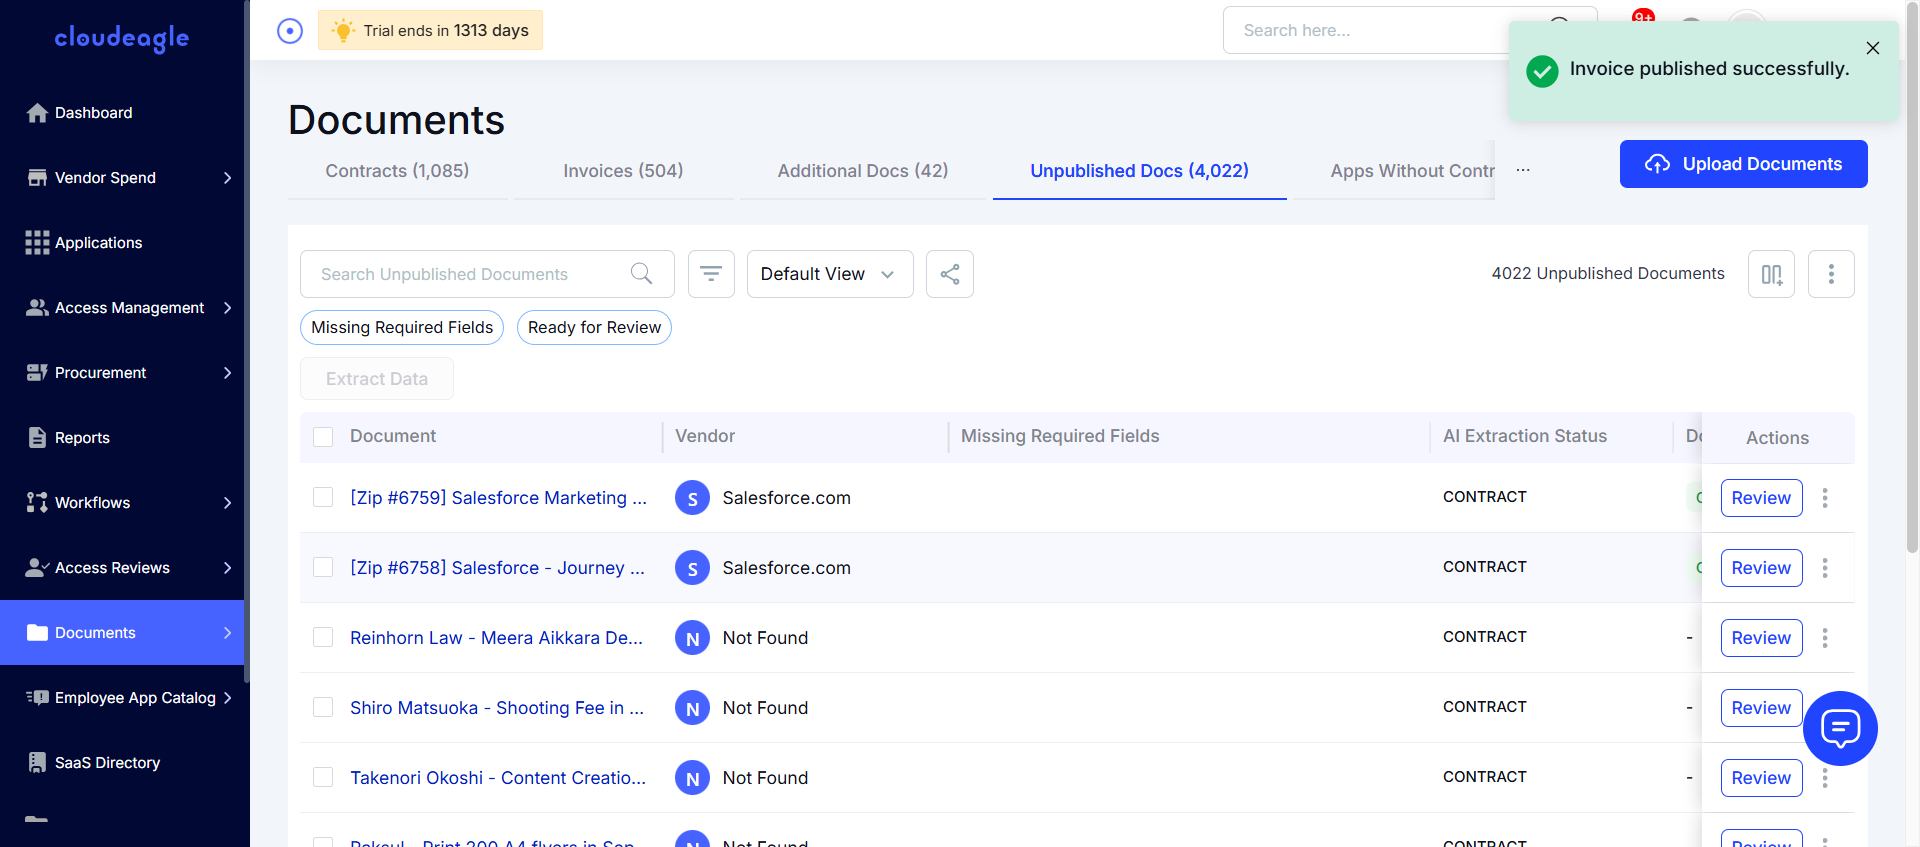 cloudeagle
Trial ends in 1313 days
Search here...
9+
Invoice published successfully.
Dashboard
Vendor Spend
Applications
Access Management
Procurement
Reports
Workflows
Access Reviews
Documents
Employee App Catalog
SaaS Directory
Documents
Contracts (1,085)
Invoices (504)
Additional Docs (42)
Unpublished Docs (4,022)
Apps Without Contr
...
Upload Documents
Search Unpublished Documents
Default View
4022 Unpublished Documents
Missing Required Fields
Ready for Review
Extract Data
Document
Vendor
Missing Required Fields
AI Extraction Status
Actions
[Zip #6759] Salesforce Marketing ...
S
Salesforce.com
CONTRACT
Review
[Zip #6758] Salesforce - Journey ...
S
Salesforce.com
CONTRACT
Review
Reinhorn Law - Meera Aikkara De...
N
Not Found
CONTRACT
-
Review
Shiro Matsuoka - Shooting Fee in ...
N
Not Found
CONTRACT
-
Review
Takenori Okoshi - Content Creatio...
N
Not Found
CONTRACT
-
Review
Print 200 A4 flyers in Sep
N
Not Found
CONTRACT
Review